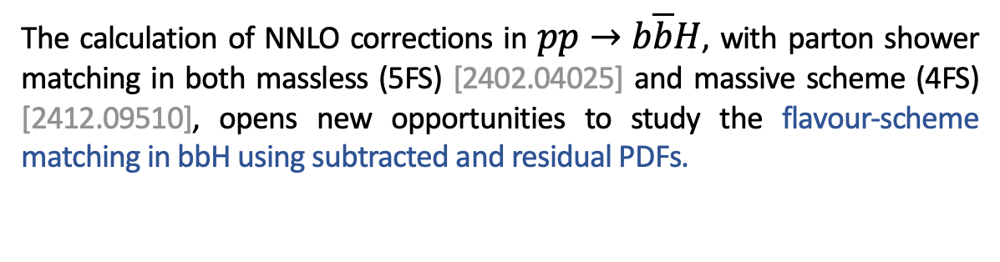 The calculation of NNLO corrections in pp → bb̄H, with parton shower
matching in both massless (5FS) [2402.04025] and massive scheme (4FS)
[2412.09510], opens new opportunities to study the flavour-scheme
matching in bbH using subtracted and residual PDFs.